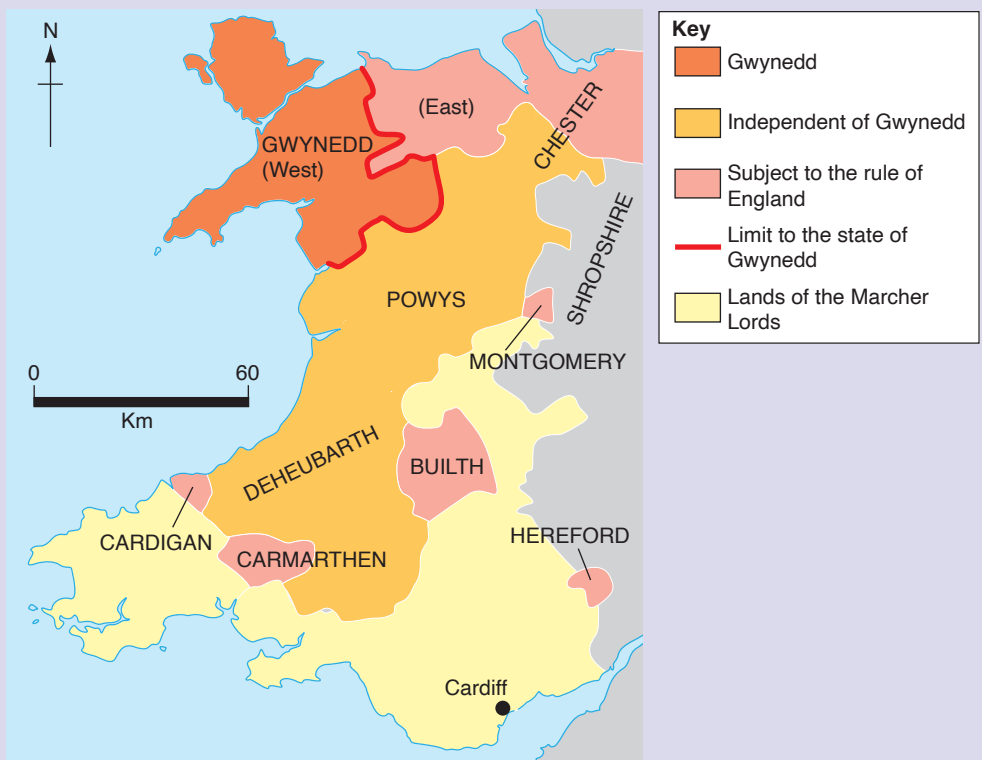 N
GWYNEDD
(West)
(East)
CHESTER
SHROPSHIRE
POWYS
MONTGOMERY
0 60
Km
DEHEUBARTH
BUILTH
CARDIGAN
CARMARTHEN
HEREFORD
Cardiff
Key
Gwynedd
Independent of Gwynedd
Subject to the rule of
England
Limit to the state of
Gwynedd
Lands of the Marcher
Lords